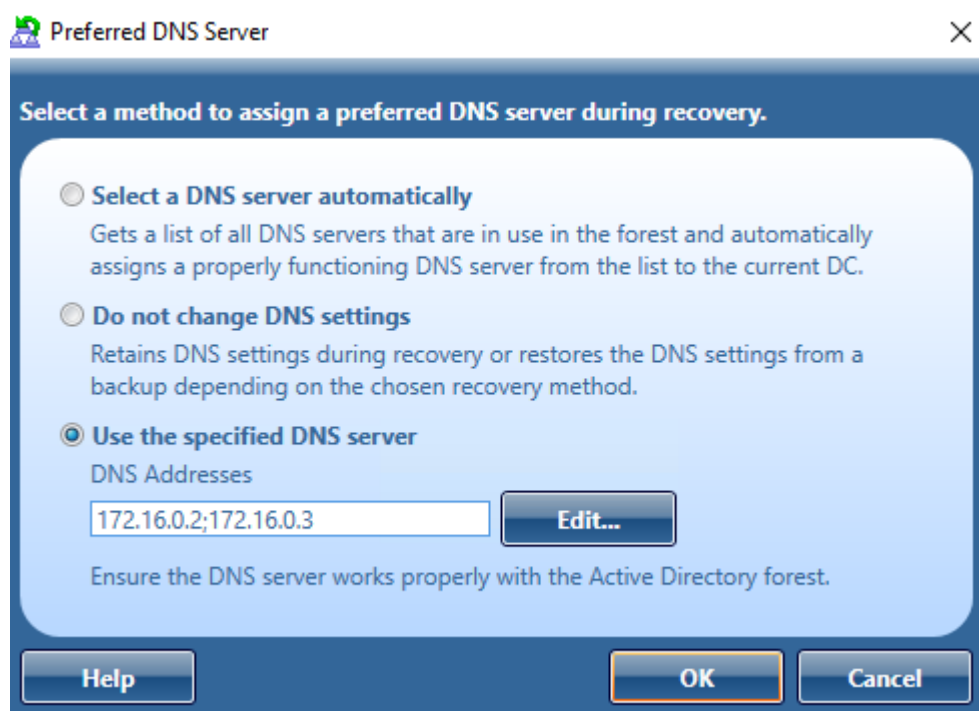 Preferred DNS Server
Select a method to assign a preferred DNS server during recovery.
Select a DNS server automatically
Gets a list of all DNS servers that are in use in the forest and automatically
assigns a properly functioning DNS server from the list to the current DC.
Do not change DNS settings
Retains DNS settings during recovery or restores the DNS settings from a
backup depending on the chosen recovery method.
Use the specified DNS server
DNS Addresses
172.16.0.2;172.16.0.3
Edit...
Ensure the DNS server works properly with the Active Directory forest.
Help
OK
Cancel